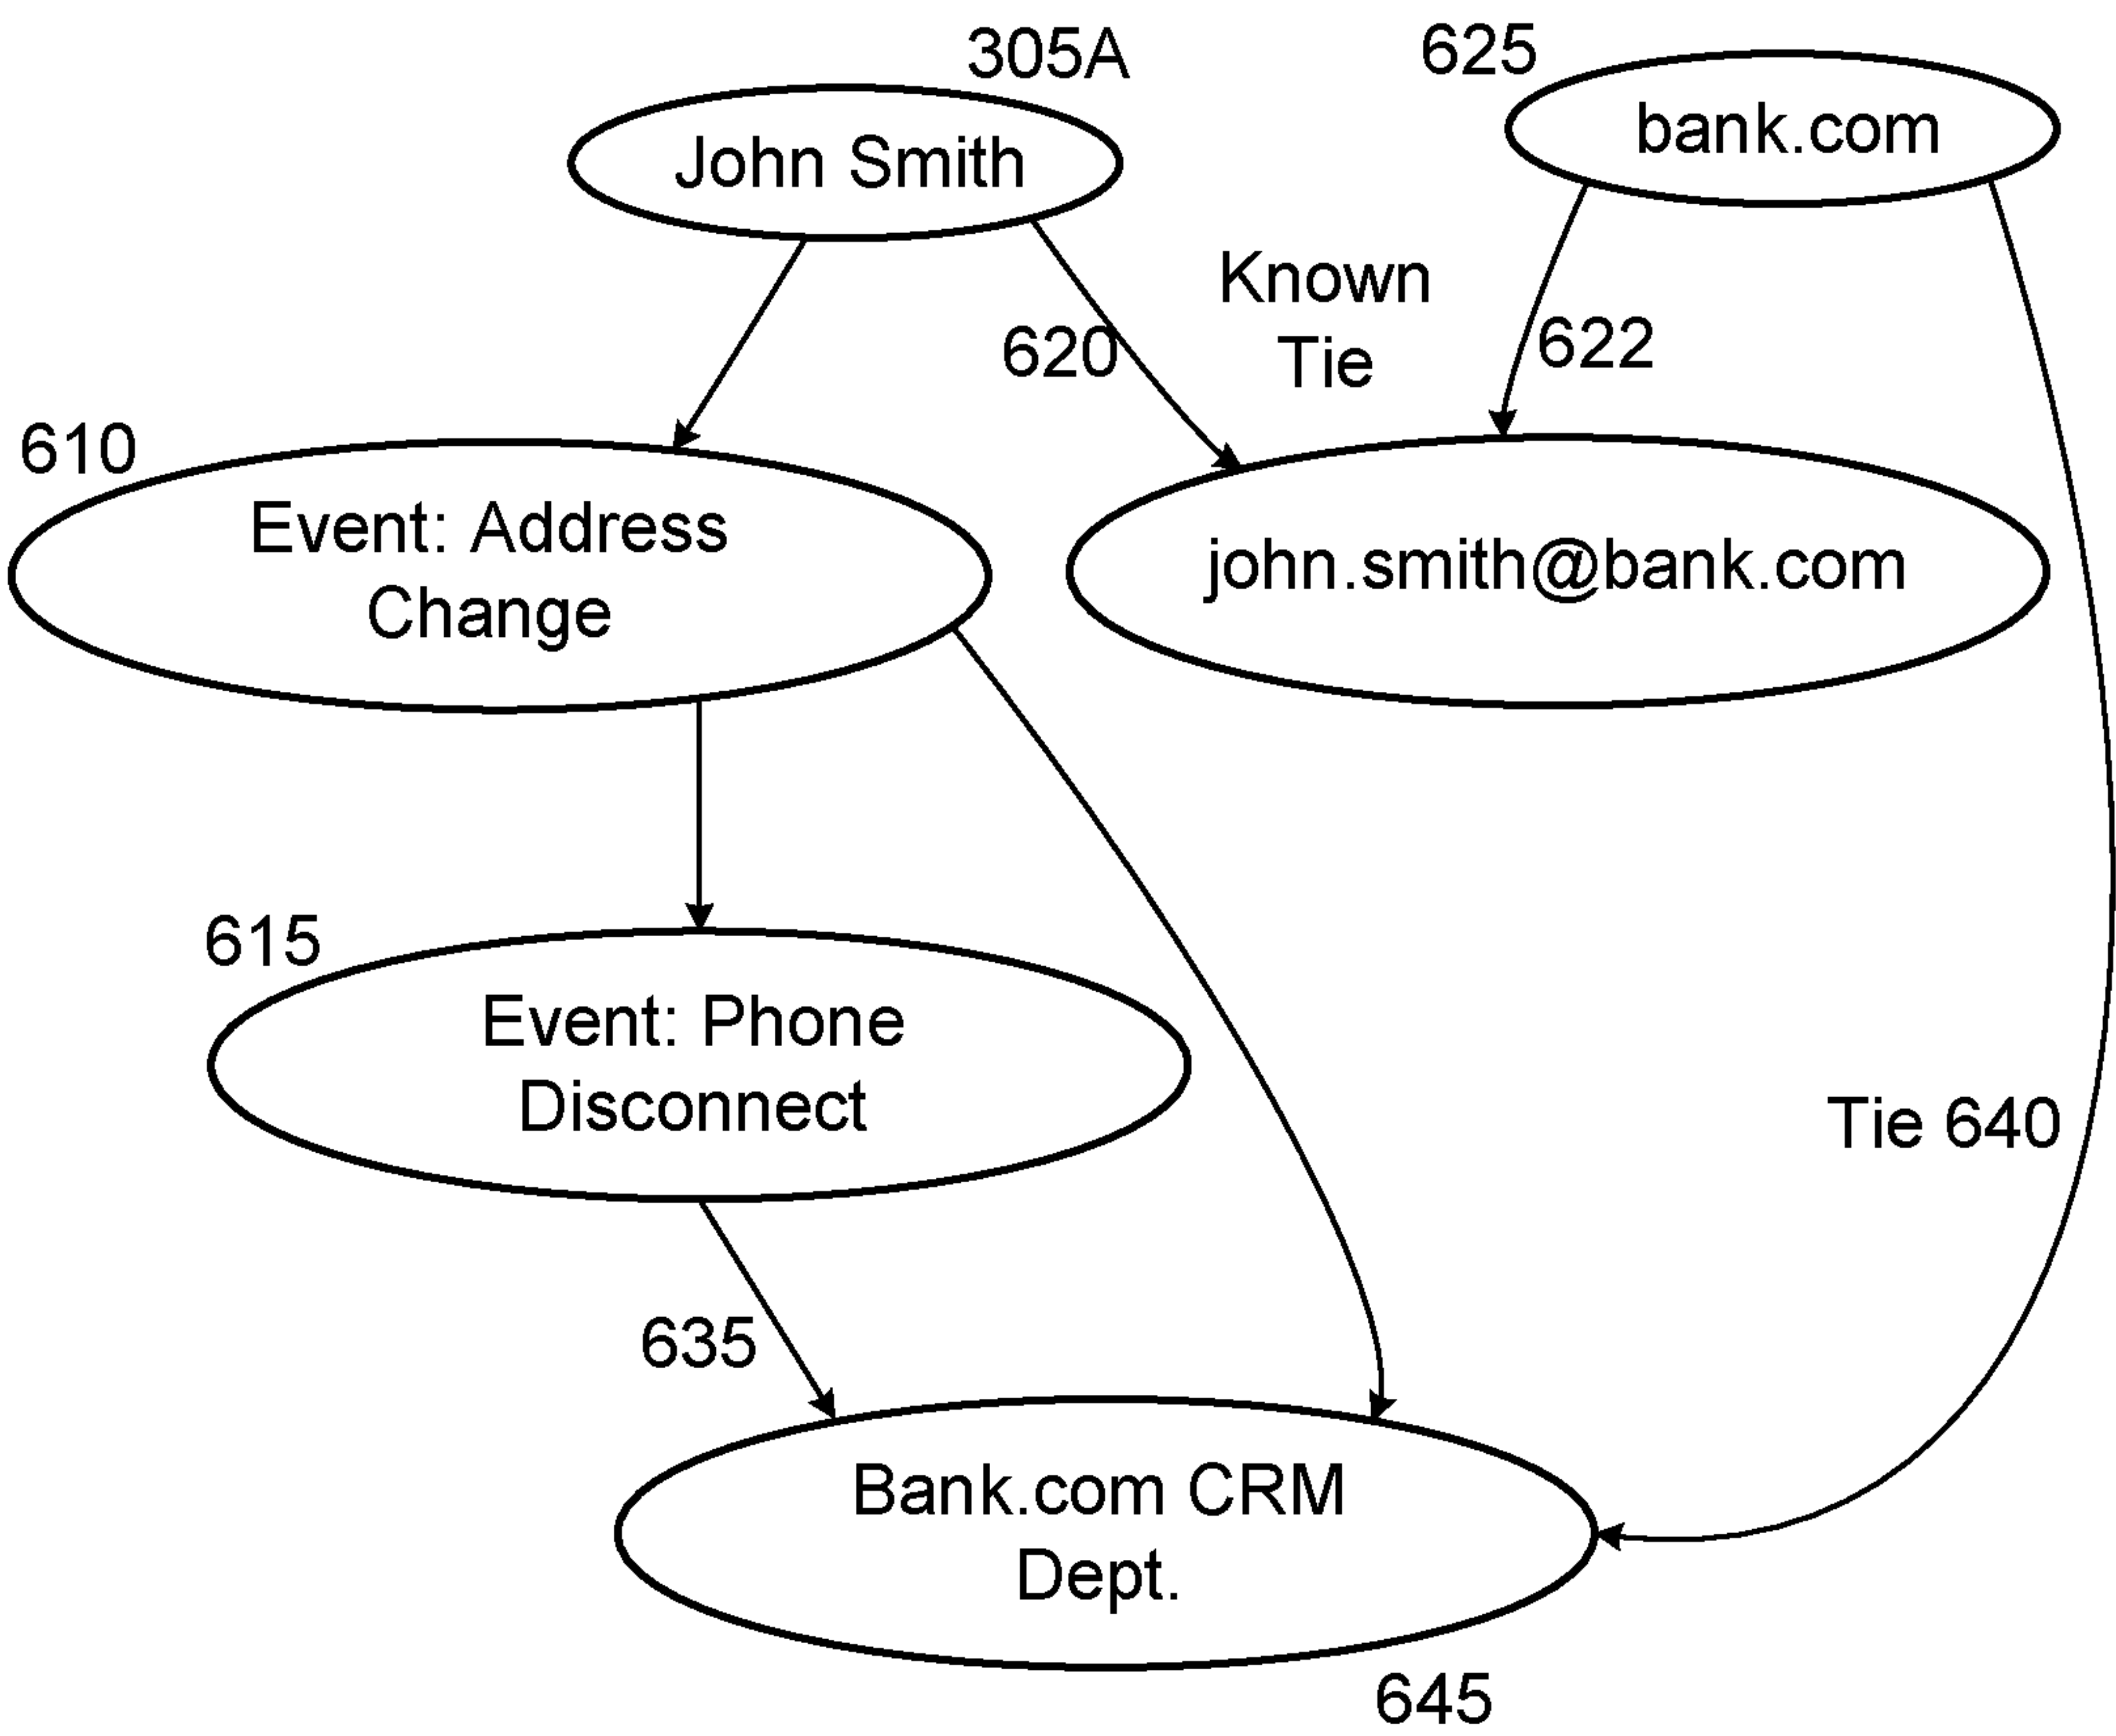 305A
625
John Smith
bank.com
Known
Tie
620
622
610
Event: Address
Change
john.smith@bank.com
615
Event: Phone
Disconnect
Tie 640
635
Bank.com CRM
Dept.
645